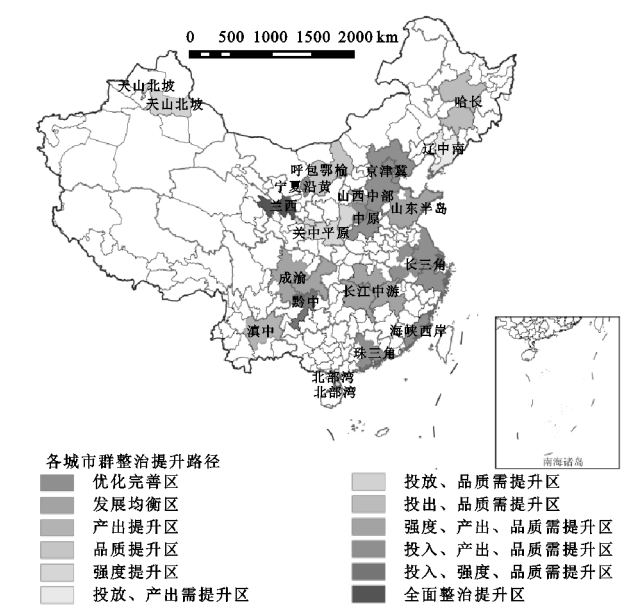 0 500 1000 1500 2000 km
天山北坡
天山北坡
哈长
辽中南
呼包鄂榆
京津冀
宁夏沿黄
山西中部
兰西
山东半岛
中原
关中平原
长三角
成渝
黔中
长江中游
滇中
海峡西岸
珠三角
北部湾
北部湾
南海诸岛
各城市群整治提升路径
优化完善区
发展均衡区
产出提升区
品质提升区
强度提升区
投放、产出需提升区
投放、品质需提升区
投出、品质需提升区
强度、产出、品质需提升区
投入、产出、品质需提升区
投入、强度、品质需提升区
全面整治提升区